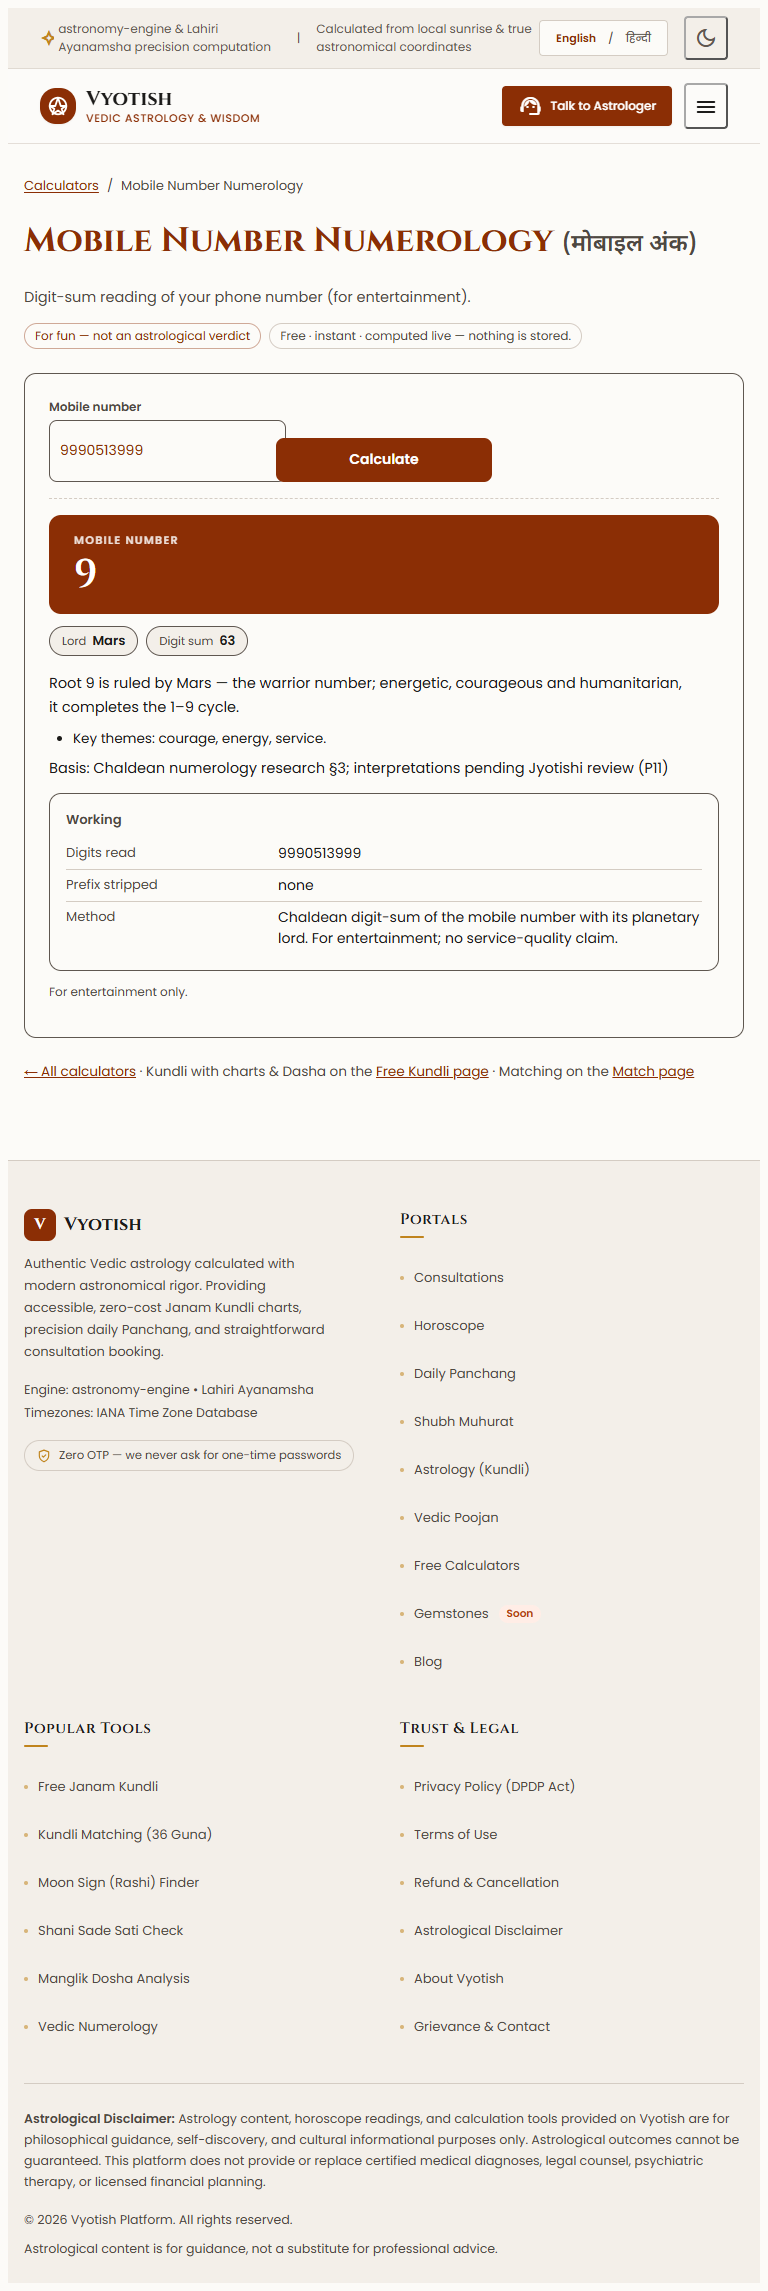 astronomy-engine & Lahiri
Ayanamsha precision computation
|
Calculated from local sunrise & true
astronomical coordinates
English / हिन्दी
Vyotish
VEDIC ASTROLOGY & WISDOM
Talk to Astrologer
Calculators / Mobile Number Numerology
Mobile Number Numerology (मोबाइल अंक)
Digit-sum reading of your phone number (for entertainment).
For fun — not an astrological verdict
Free · instant · computed live — nothing is stored.
Mobile number
9990513999
Calculate
MOBILE NUMBER
9
Lord Mars
Digit sum 63
Root 9 is ruled by Mars — the warrior number; energetic, courageous and humanitarian,
it completes the 1–9 cycle.
• Key themes: courage, energy, service.
Basis: Chaldean numerology research §3; interpretations pending Jyotishi review (P11)
Working
Digits read 9990513999
Prefix stripped none
Method Chaldean digit-sum of the mobile number with its planetary
lord. For entertainment; no service-quality claim.
For entertainment only.
← All calculators · Kundli with charts & Dasha on the Free Kundli page · Matching on the Match page
V Vyotish
Authentic Vedic astrology calculated with
modern astronomical rigor. Providing
accessible, zero-cost Janam Kundli charts,
precision daily Panchang, and straightforward
consultation booking.
Engine: astronomy-engine • Lahiri Ayanamsha
Timezones: IANA Time Zone Database
Zero OTP — we never ask for one-time passwords
Portals
Consultations
Horoscope
Daily Panchang
Shubh Muhurat
Astrology (Kundli)
Vedic Poojan
Free Calculators
Gemstones Soon
Blog
Popular Tools
Free Janam Kundli
Kundli Matching (36 Guna)
Moon Sign (Rashi) Finder
Shani Sade Sati Check
Manglik Dosha Analysis
Vedic Numerology
Trust & Legal
Privacy Policy (DPDP Act)
Terms of Use
Refund & Cancellation
Astrological Disclaimer
About Vyotish
Grievance & Contact
Astrological Disclaimer: Astrology content, horoscope readings, and calculation tools provided on Vyotish are for
philosophical guidance, self-discovery, and cultural informational purposes only. Astrological outcomes cannot be
guaranteed. This platform does not provide or replace certified medical diagnoses, legal counsel, psychiatric
therapy, or licensed financial planning.
© 2026 Vyotish Platform. All rights reserved.
Astrological content is for guidance, not a substitute for professional advice.